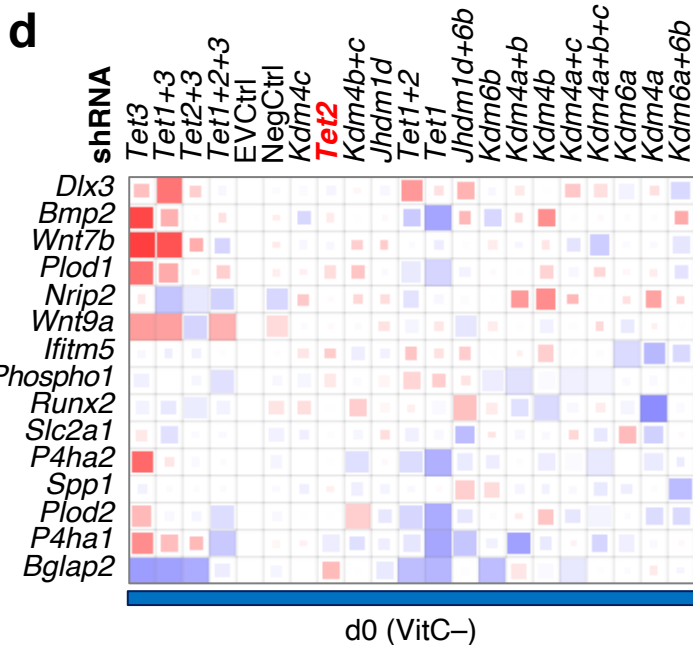 d
shRNA
Tet3
Tet1+3
Tet2+3
Tet1+2+3
EVCtrl
NegCtrl
Kdm4c
Tet2
Kdm4b+c
Jhdm1d
Tet1+2
Tet1
Jhdm1d+6b
Kdm6b
Kdm4a+b
Kdm4b
Kdm4a+c
Kdm4a+b+c
Kdm6a
Kdm4a
Kdm6a+6b
Dlx3
Bmp2
Wnt7b
Plod1
Nrip2
Wnt9a
Ifitm5
Phospho1
Runx2
Slc2a1
P4ha2
Spp1
Plod2
P4ha1
Bglap2
d0 (VitC–)